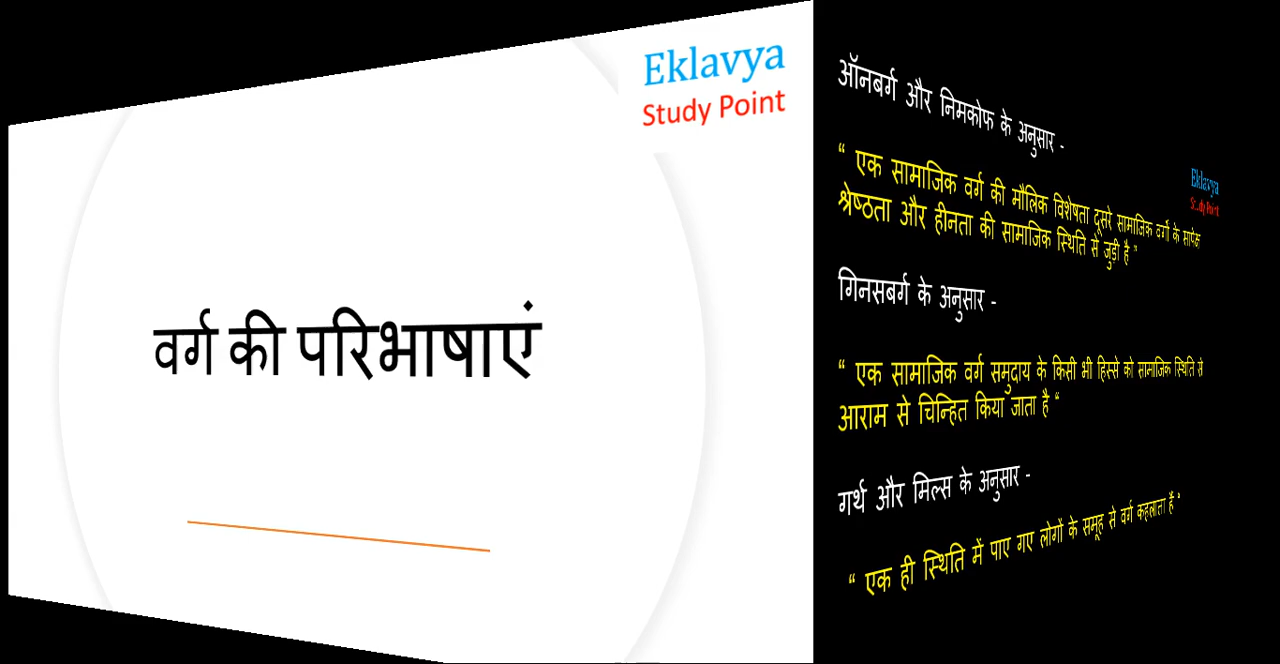 Eklavya
Study Point
वर्ग की परिभाषाएं
ऑनबर्ग और निमकोफ के अनुसार -
“ एक सामाजिक वर्ग की मौलिक विशेषता दूसरे सामाजिक वर्गो के सापेक्ष
श्रेष्ठता और हीनता की सामाजिक स्थिति से जुड़ी है ”
Eklavya
Study Point
गिनसबर्ग के अनुसार -
“ एक सामाजिक वर्ग समुदाय के किसी भी हिस्से को सामाजिक स्थिति से
आराम से चिन्हित किया जाता है “
गर्थ और मिल्स के अनुसार -
“ एक ही स्थिति में पाए गए लोगों के समूह से वर्ग कहलाता हैं “